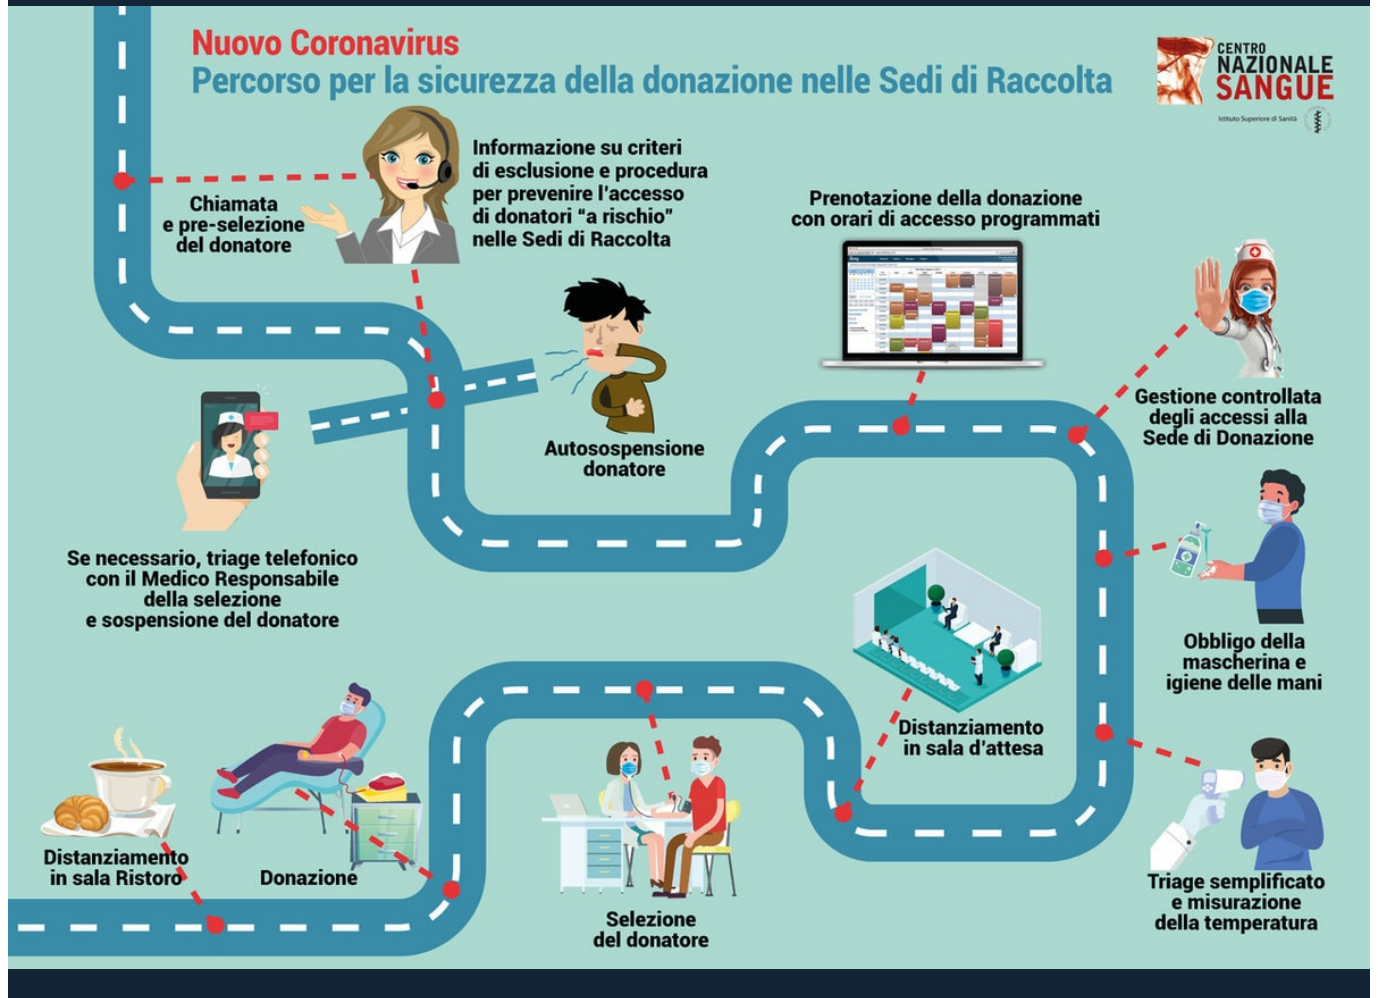 Nuovo Coronavirus
Percorso per la sicurezza della donazione nelle Sedi di Raccolta
CENTRO
NAZIONALE
SANGUE
Istituto Superiore di Sanità
Chiamata
e pre-selezione
del donatore
Informazione su criteri
di esclusione e procedura
per prevenire l'accesso
di donatori "a rischio"
nelle Sedi di Raccolta
Prenotazione della donazione
con orari di accesso programmati
Gestione controllata
degli accessi alla
Sede di Donazione
Autosospensione
donatore
Se necessario, triage telefonico
con il Medico Responsabile
della selezione
e sospensione del donatore
Obbligo della
mascherina e
igiene delle mani
Distanziamento
in sala d'attesa
Triage semplificato
e misurazione
della temperatura
Selezione
del donatore
Donazione
Distanziamento
in sala Ristoro